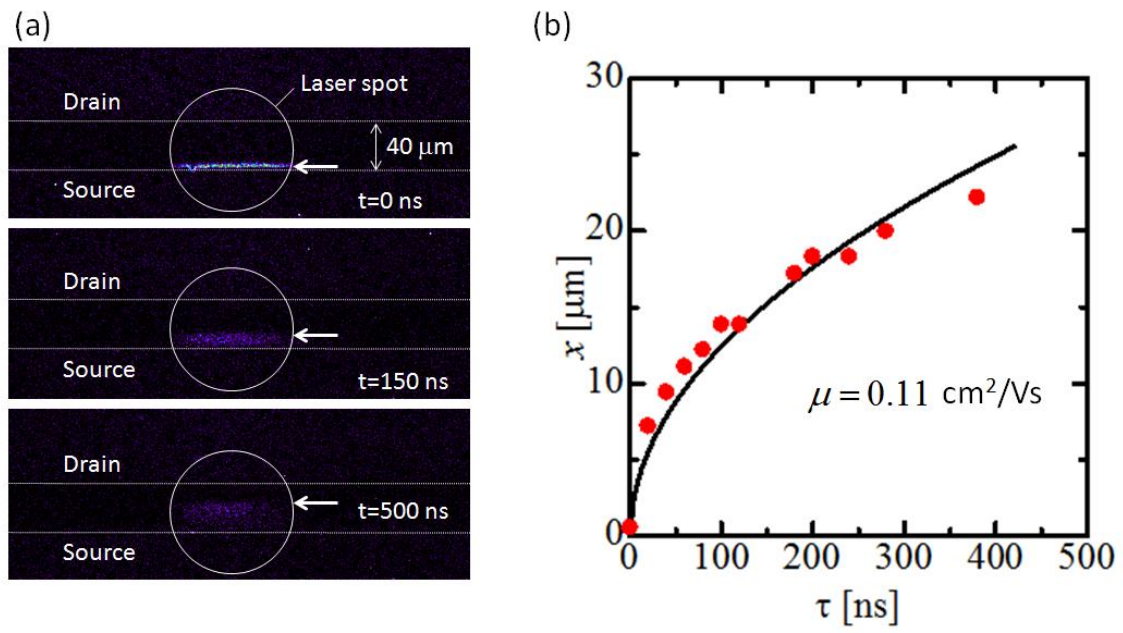 (a)
Drain
Laser spot
40 μm
Source
t=0 ns
Drain
Source
t=150 ns
Drain
t=500 ns
Source
(b)
30
20
10
0
x [μm]
μ = 0.11 cm²/Vs
0 100 200 300 400 500
τ [ns]